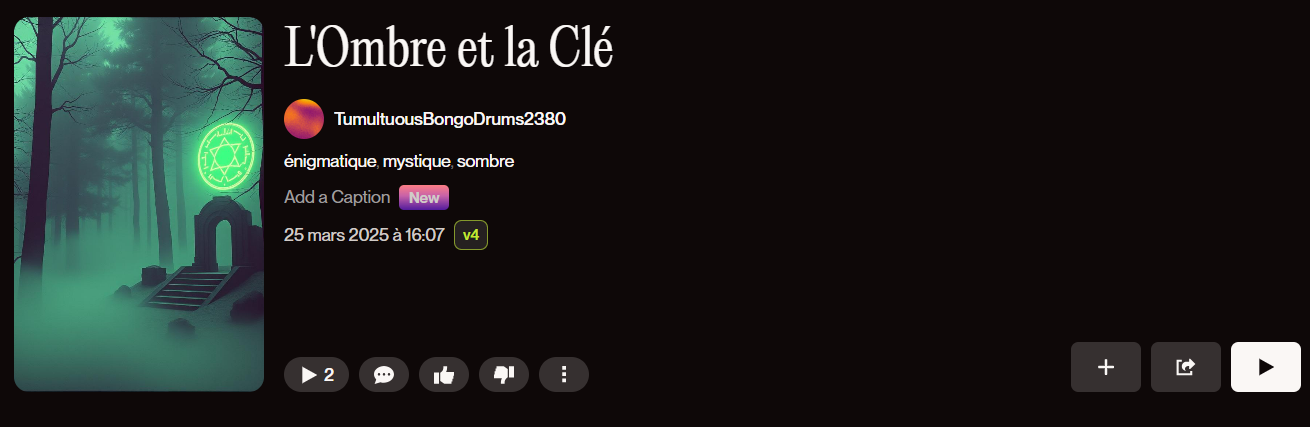 L'Ombre et la Clé
TumultuousBongoDrums2380
énigmatique, mystique, sombre
Add a Caption New
25 mars 2025 à 16:07 v4
2